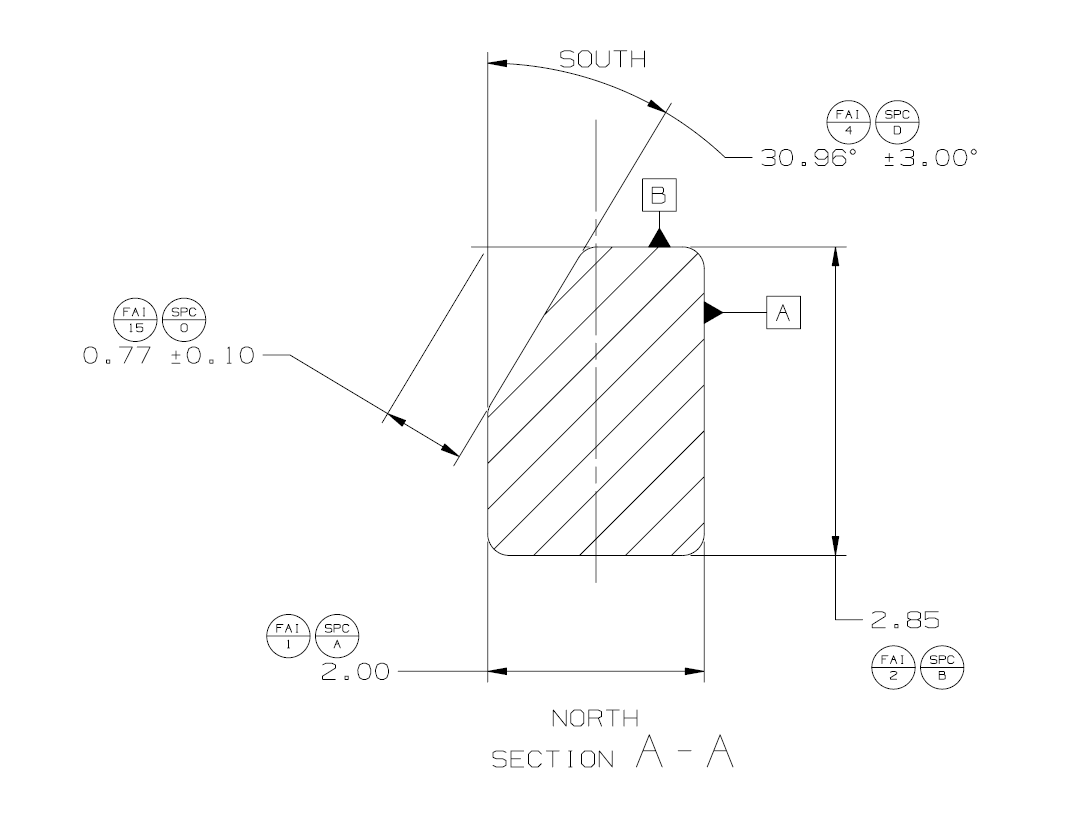 SOUTH
FAI 4 SPC D
30.96° ±3.00°
B
A
FAI 15 SPC O
0.77 ±0.10
2.85
FAI 2 SPC B
FAI 1 SPC A
2.00
NORTH
SECTION A-A